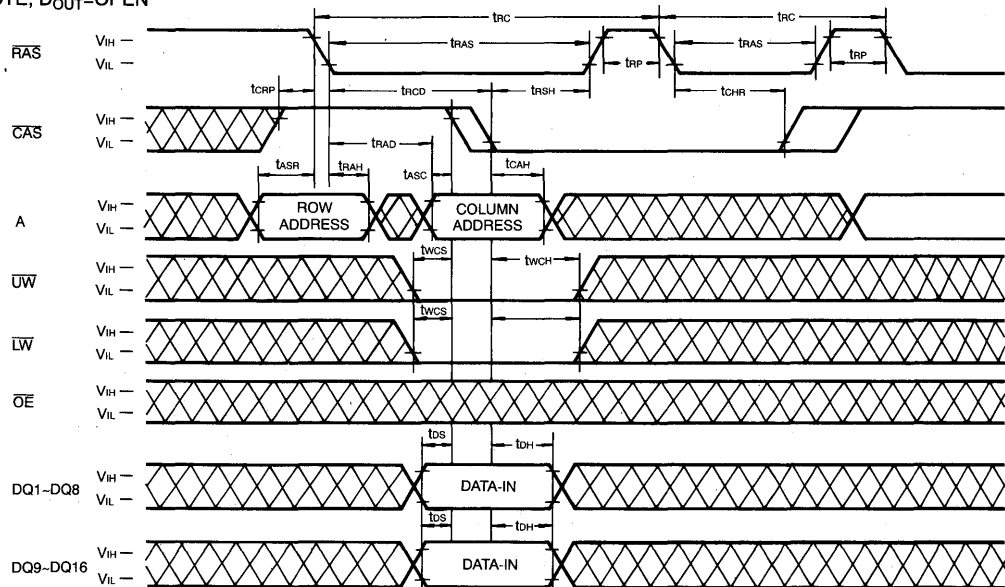 NOTE, DOUT=OPEN
tRC tRC
RAS VIH tRAS tRAS
VIL tRP tRP
tCRP tRCD tRSH tCHR
CAS VIH
VIL tRAD
tASR tRAH tASC tCAH
A VIH ROW ADDRESS COLUMN ADDRESS
VIL
tWCS tWCH
UW VIH
VIL
tWCS
LW VIH
VIL
OE VIH
VIL
tDS tDH
DQ1~DQ8 VIH DATA-IN
VIL
tDS tDH
DQ9~DQ16 VIH DATA-IN
VIL